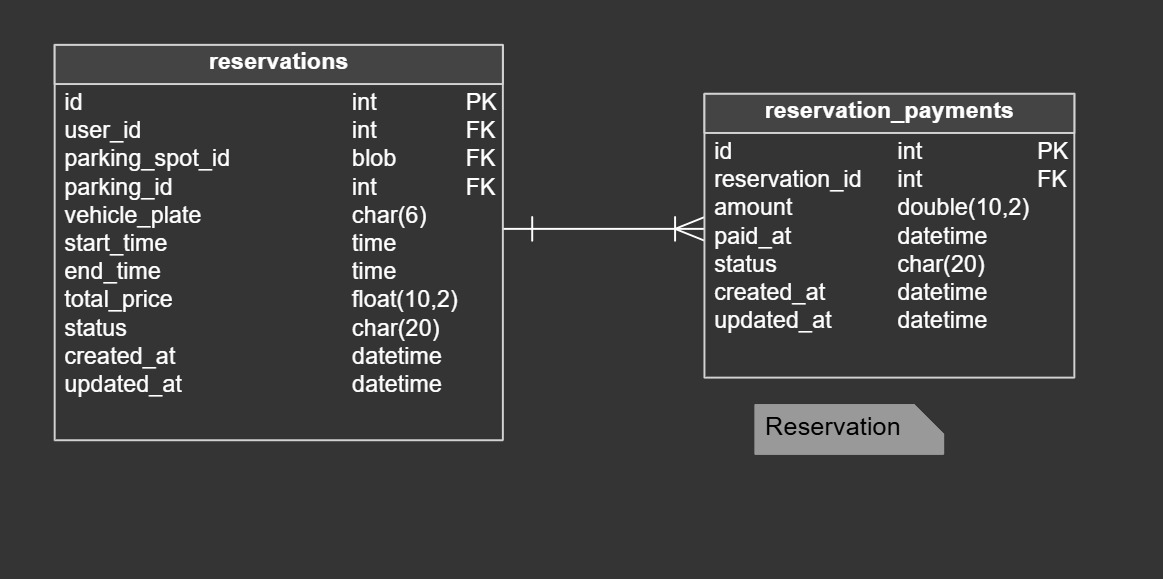 reservations
id int PK
user_id int FK
parking_spot_id blob FK
parking_id int FK
vehicle_plate char(6)
start_time time
end_time time
total_price float(10,2)
status char(20)
created_at datetime
updated_at datetime
reservation_payments
id int PK
reservation_id int FK
amount double(10,2)
paid_at datetime
status char(20)
created_at datetime
updated_at datetime
Reservation